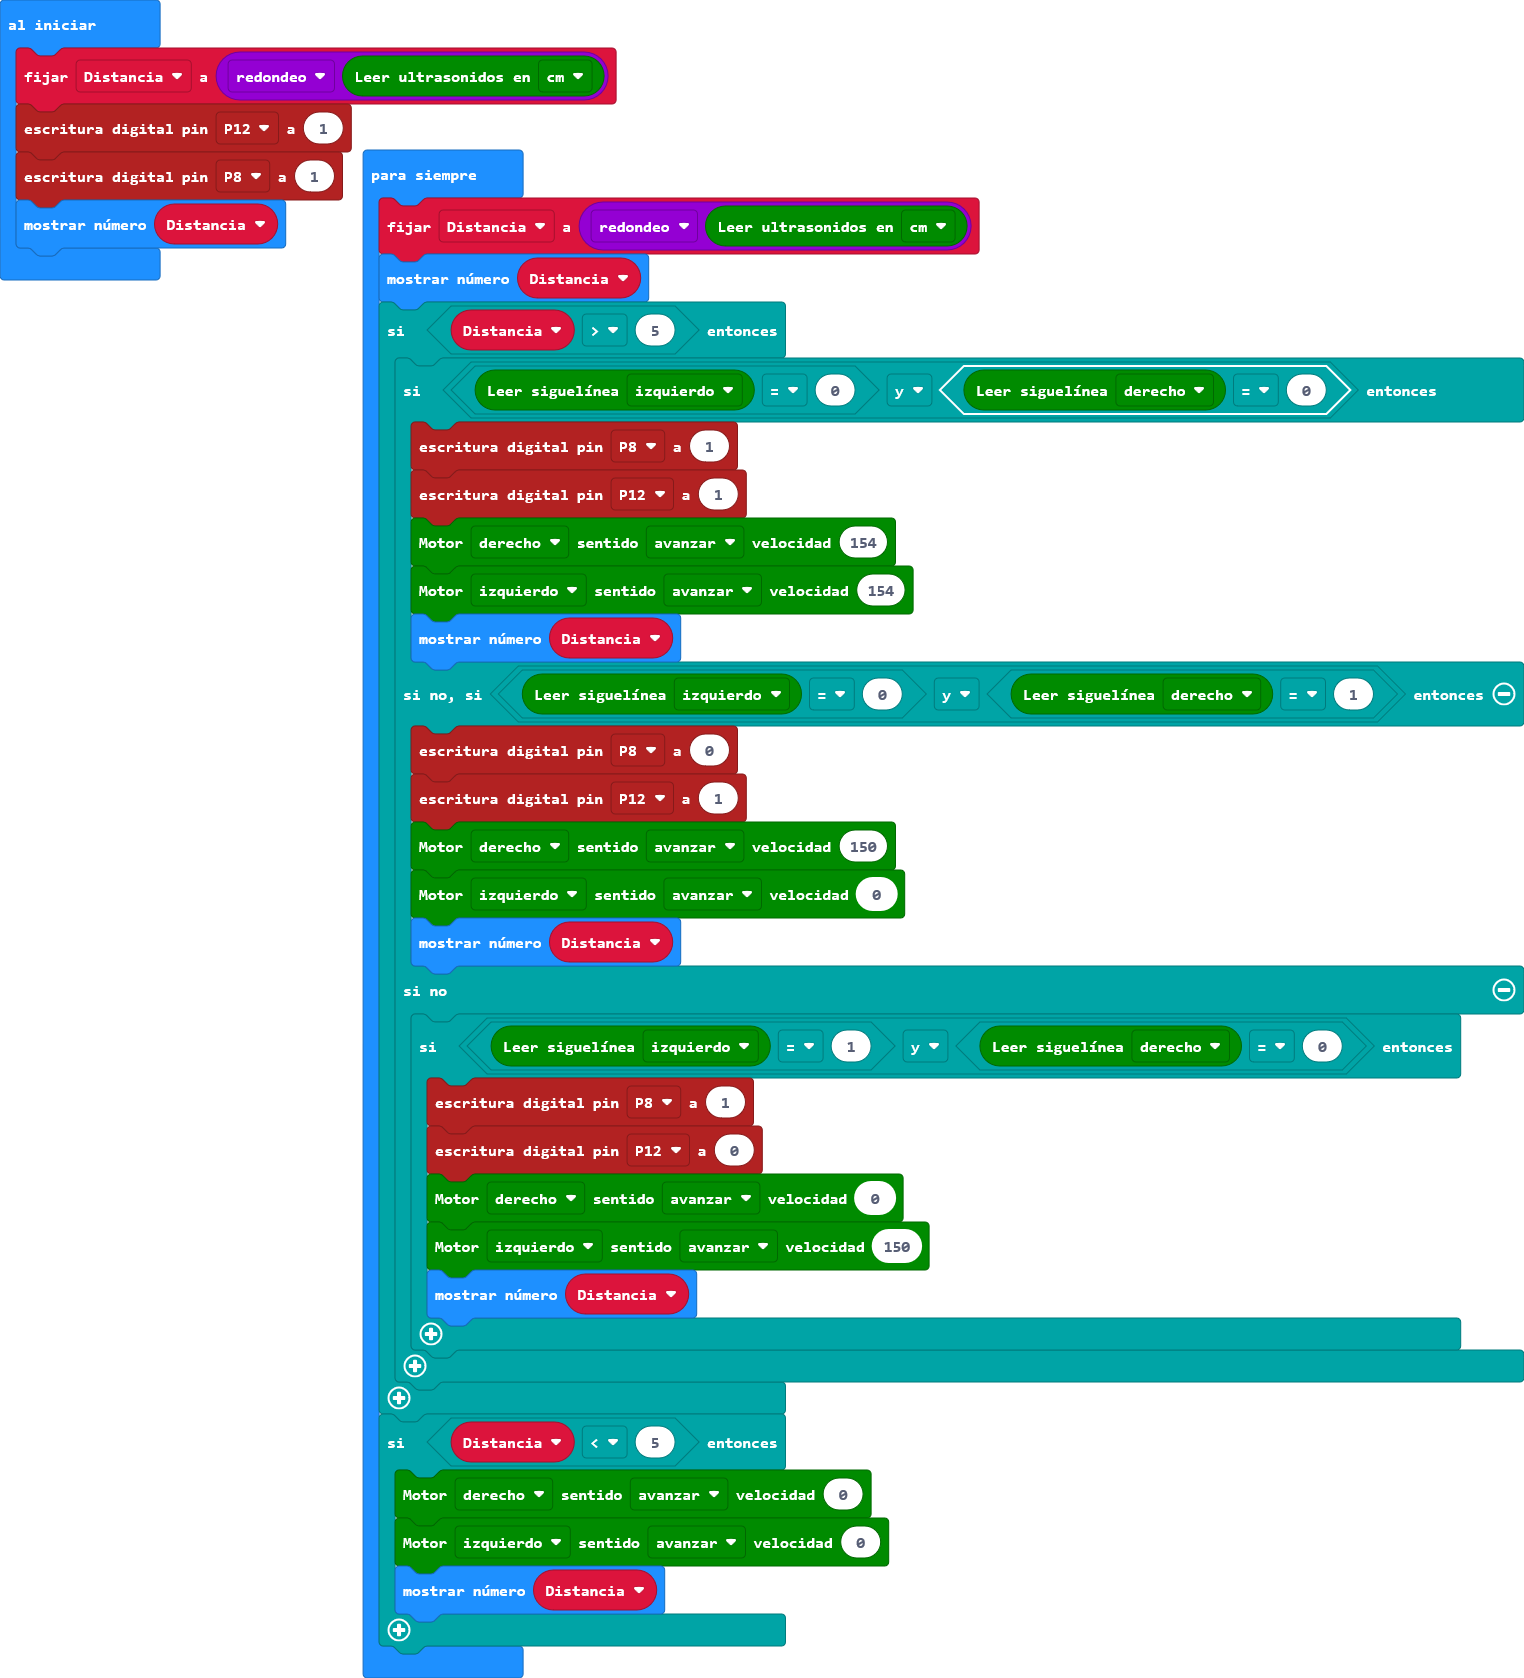 al iniciar
fijar Distancia a redondeo Leer ultrasonidos en cm
escritura digital pin P12 a 1
escritura digital pin P8 a 1
mostrar número Distancia
para siempre
fijar Distancia a redondeo Leer ultrasonidos en cm
mostrar número Distancia
si Distancia > 5 entonces
si Leer siguelínea izquierdo = 0 y Leer siguelínea derecho = 0 entonces
escritura digital pin P8 a 1
escritura digital pin P12 a 1
Motor derecho sentido avanzar velocidad 154
Motor izquierdo sentido avanzar velocidad 154
mostrar número Distancia
si no, si Leer siguelínea izquierdo = 0 y Leer siguelínea derecho = 1 entonces
escritura digital pin P8 a 0
escritura digital pin P12 a 1
Motor derecho sentido avanzar velocidad 150
Motor izquierdo sentido avanzar velocidad 0
mostrar número Distancia
si no
si Leer siguelínea izquierdo = 1 y Leer siguelínea derecho = 0 entonces
escritura digital pin P8 a 1
escritura digital pin P12 a 0
Motor derecho sentido avanzar velocidad 0
Motor izquierdo sentido avanzar velocidad 150
mostrar número Distancia
si Distancia < 5 entonces
Motor derecho sentido avanzar velocidad 0
Motor izquierdo sentido avanzar velocidad 0
mostrar número Distancia